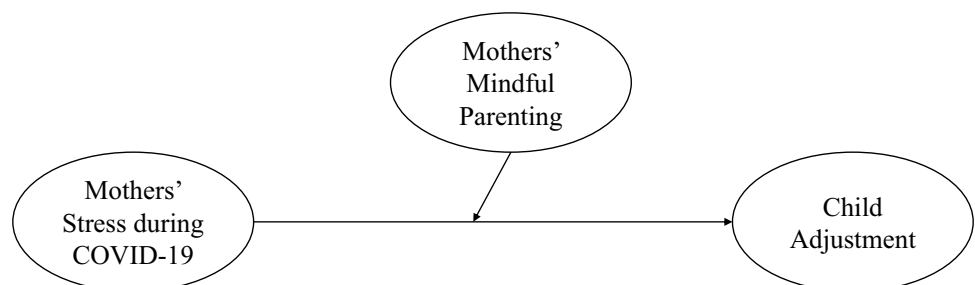 Mothers'
Mindful
Parenting
Mothers'
Stress during
COVID-19
Child
Adjustment